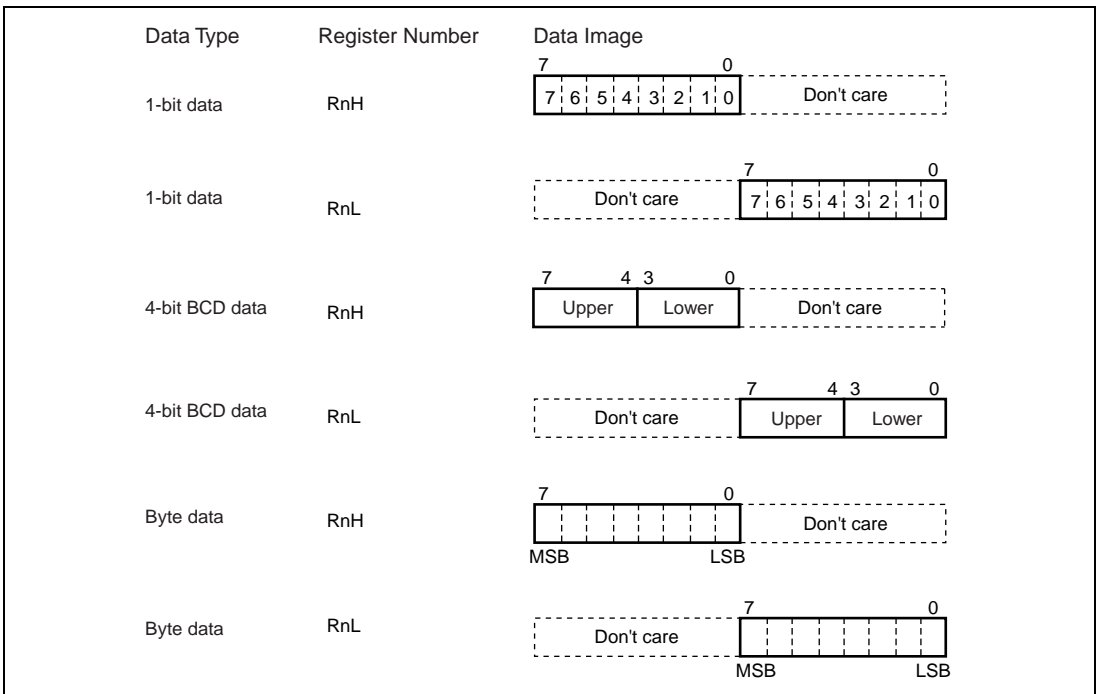 Data Type Register Number Data Image
7 0
1-bit data RnH 7 6 5 4 3 2 1 0 Don't care
7 0
1-bit data RnL Don't care 7 6 5 4 3 2 1 0
7 4 3 0
4-bit BCD data RnH Upper Lower Don't care
7 4 3 0
4-bit BCD data RnL Don't care Upper Lower
7 0
Byte data RnH Don't care
MSB LSB
7 0
Byte data RnL Don't care
MSB LSB